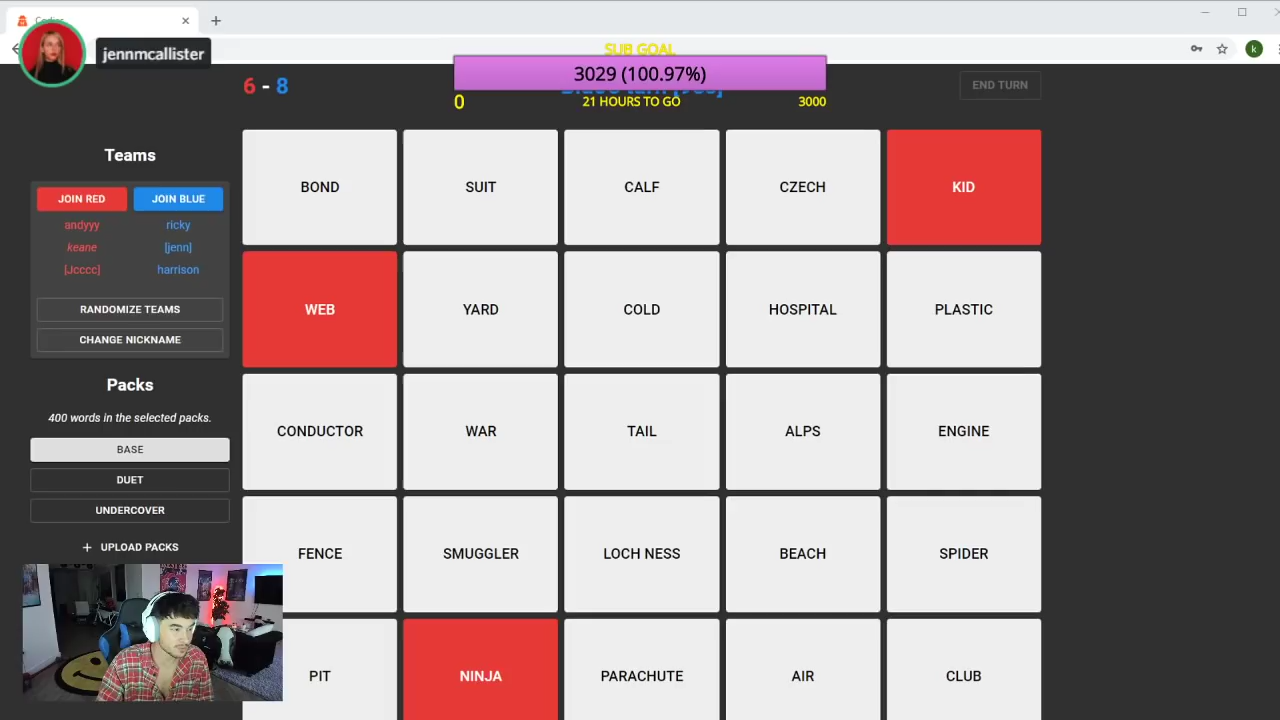 jennmcallister
SUB GOAL
3029 (100.97%)
0
21 HOURS TO GO
3000
6 - 8
END TURN
Teams
JOIN RED
JOIN BLUE
andyyy
ricky
keane
[jenn]
[Jcccc]
harrison
RANDOMIZE TEAMS
CHANGE NICKNAME
Packs
400 words in the selected packs.
BASE
DUET
UNDERCOVER
+ UPLOAD PACKS
BOND
SUIT
CALF
CZECH
KID
WEB
YARD
COLD
HOSPITAL
PLASTIC
CONDUCTOR
WAR
TAIL
ALPS
ENGINE
FENCE
SMUGGLER
LOCH NESS
BEACH
SPIDER
PIT
NINJA
PARACHUTE
AIR
CLUB
k